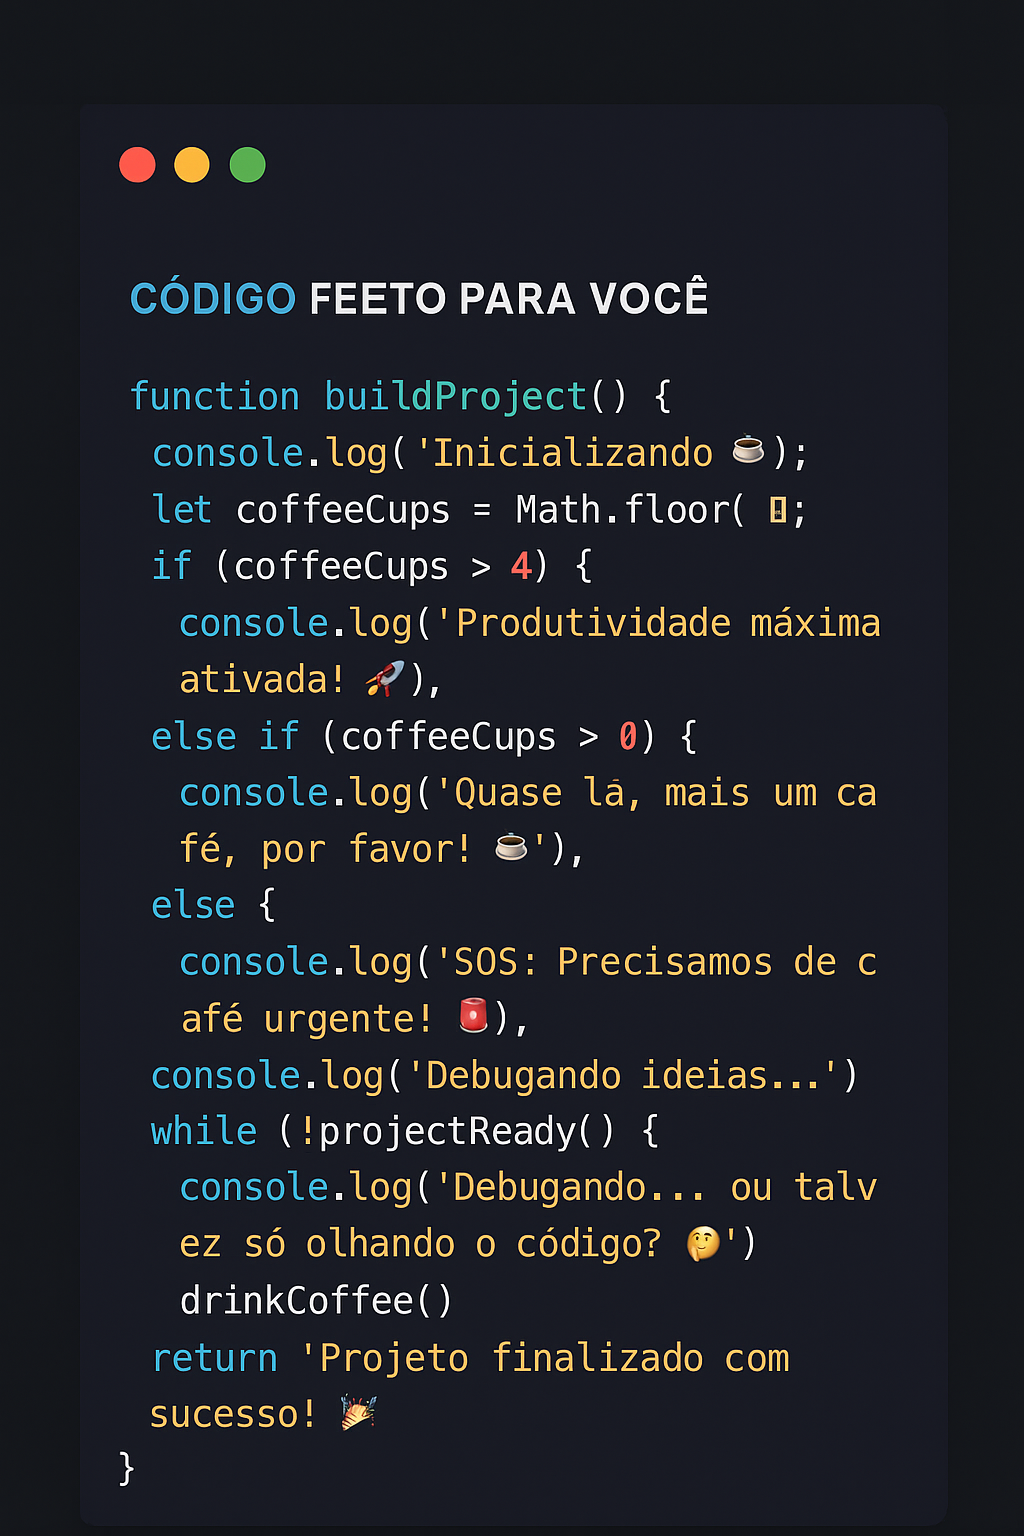 CÓDIGO FEETO PARA VOCÊ
function buildProject() {
console.log('Inicializando ☕);
let coffeeCups = Math.floor( ;
if (coffeeCups > 4) {
console.log('Produtividade máxima
ativada! 🚀),
else if (coffeeCups > 0) {
console.log('Quase lá, mais um ca
fé, por favor! ☕'),
else {
console.log('SOS: Precisamos de c
afé urgente! 🚨),
console.log('Debugando ideias...')
while (!projectReady() {
console.log('Debugando... ou talv
ez só olhando o código? 🤔')
drinkCoffee()
return 'Projeto finalizado com
sucesso! 🎉
}